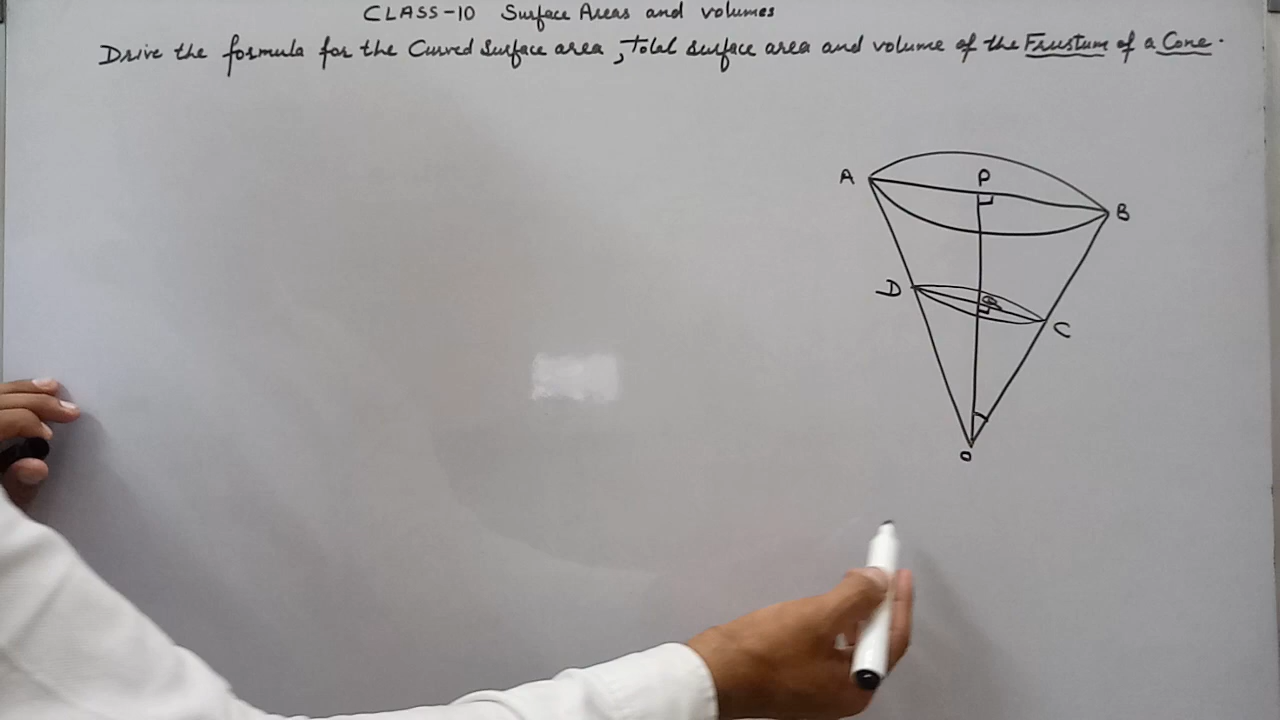 CLASS-10 Surface Areas and volumes
Drive the formula for the Curved Surface area, Total surface area and volume of the Frustum of a Cone.
P
A
B
D
Q
C
O